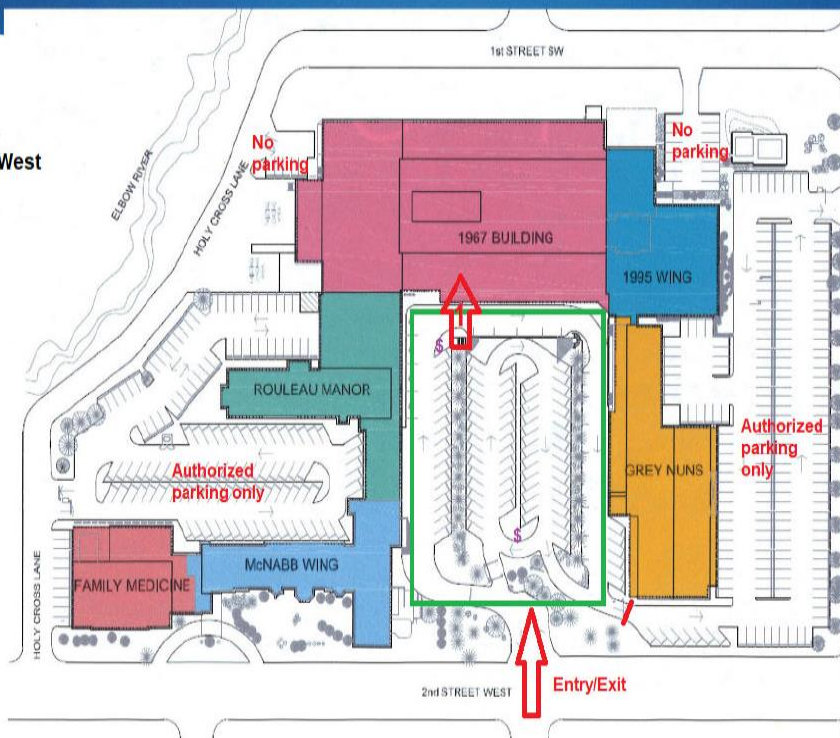 1st STREET SW
West
No
parking
No
parking
ELBOW RIVER
HOLY CROSS LANE
1967 BUILDING
1995 WING
1
$
ROULEAU MANOR
Authorized
parking only
Authorized
parking
only
GREY NUNS
$
McNABB WING
FAMILY MEDICINE
HOLY CROSS LANE
2nd STREET WEST
Entry/Exit